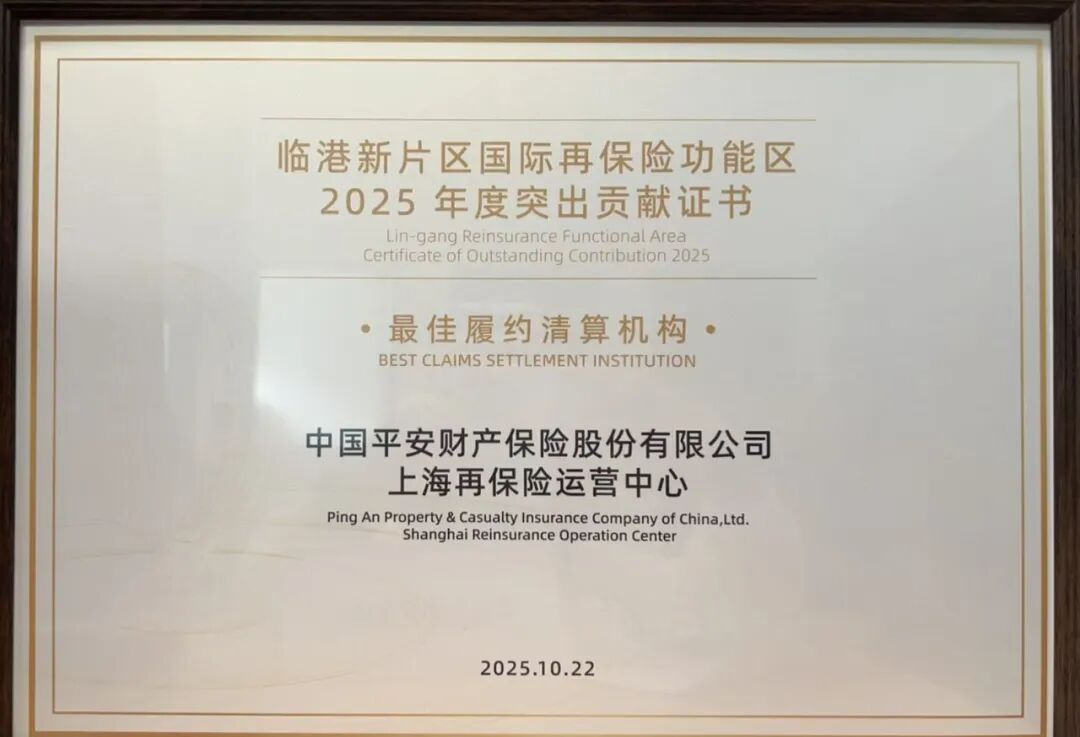 临港新片区国际再保险功能区
2025 年度突出贡献证书
Lin-gang Reinsurance Functional Area
Certificate of Outstanding Contribution 2025
• 最佳履约清算机构 •
BEST CLAIMS SETTLEMENT INSTITUTION
中国平安财产保险股份有限公司
上海再保险运营中心
Ping An Property & Casualty Insurance Company of China,Ltd.
Shanghai Reinsurance Operation Center
2025.10.22